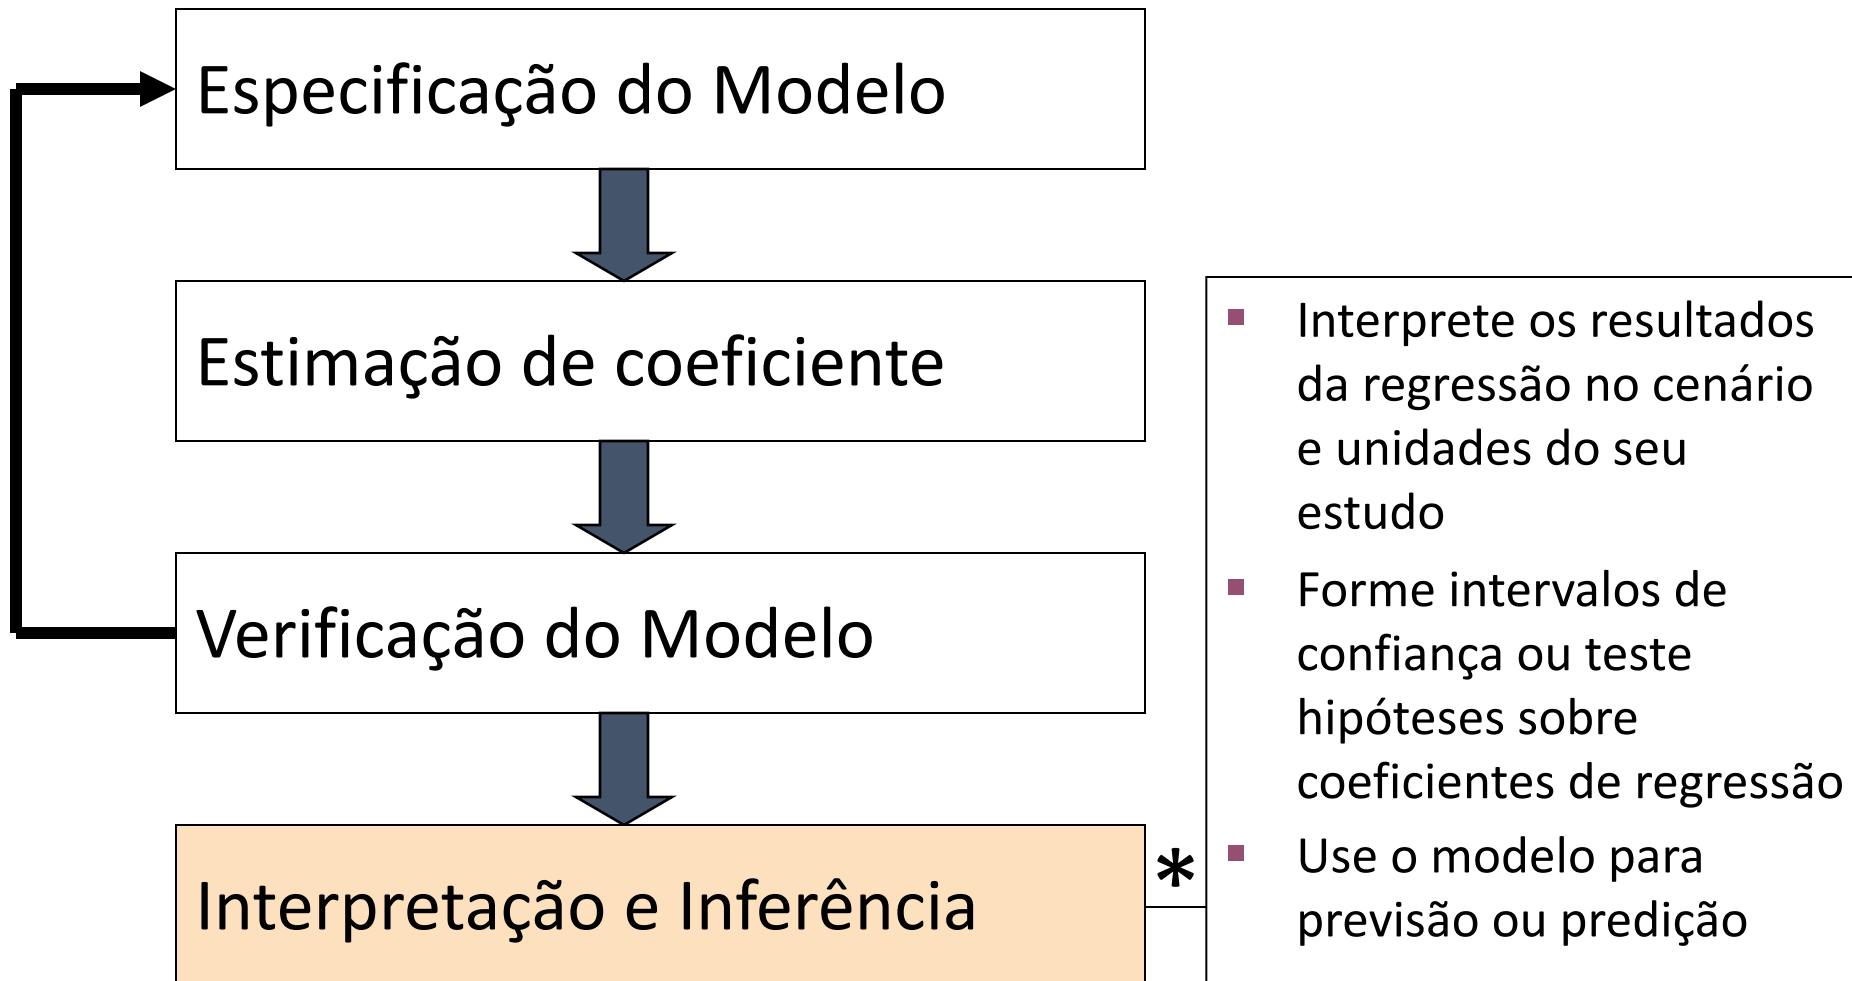 Especificação do Modelo
Estimação de coeficiente
Verificação do Modelo
Interpretação e Inferência
*
Interprete os resultados
da regressão no cenário
e unidades do seu
estudo
Forme intervalos de
confiança ou teste
hipóteses sobre
coeficientes de regressão
Use o modelo para
previsão ou predição